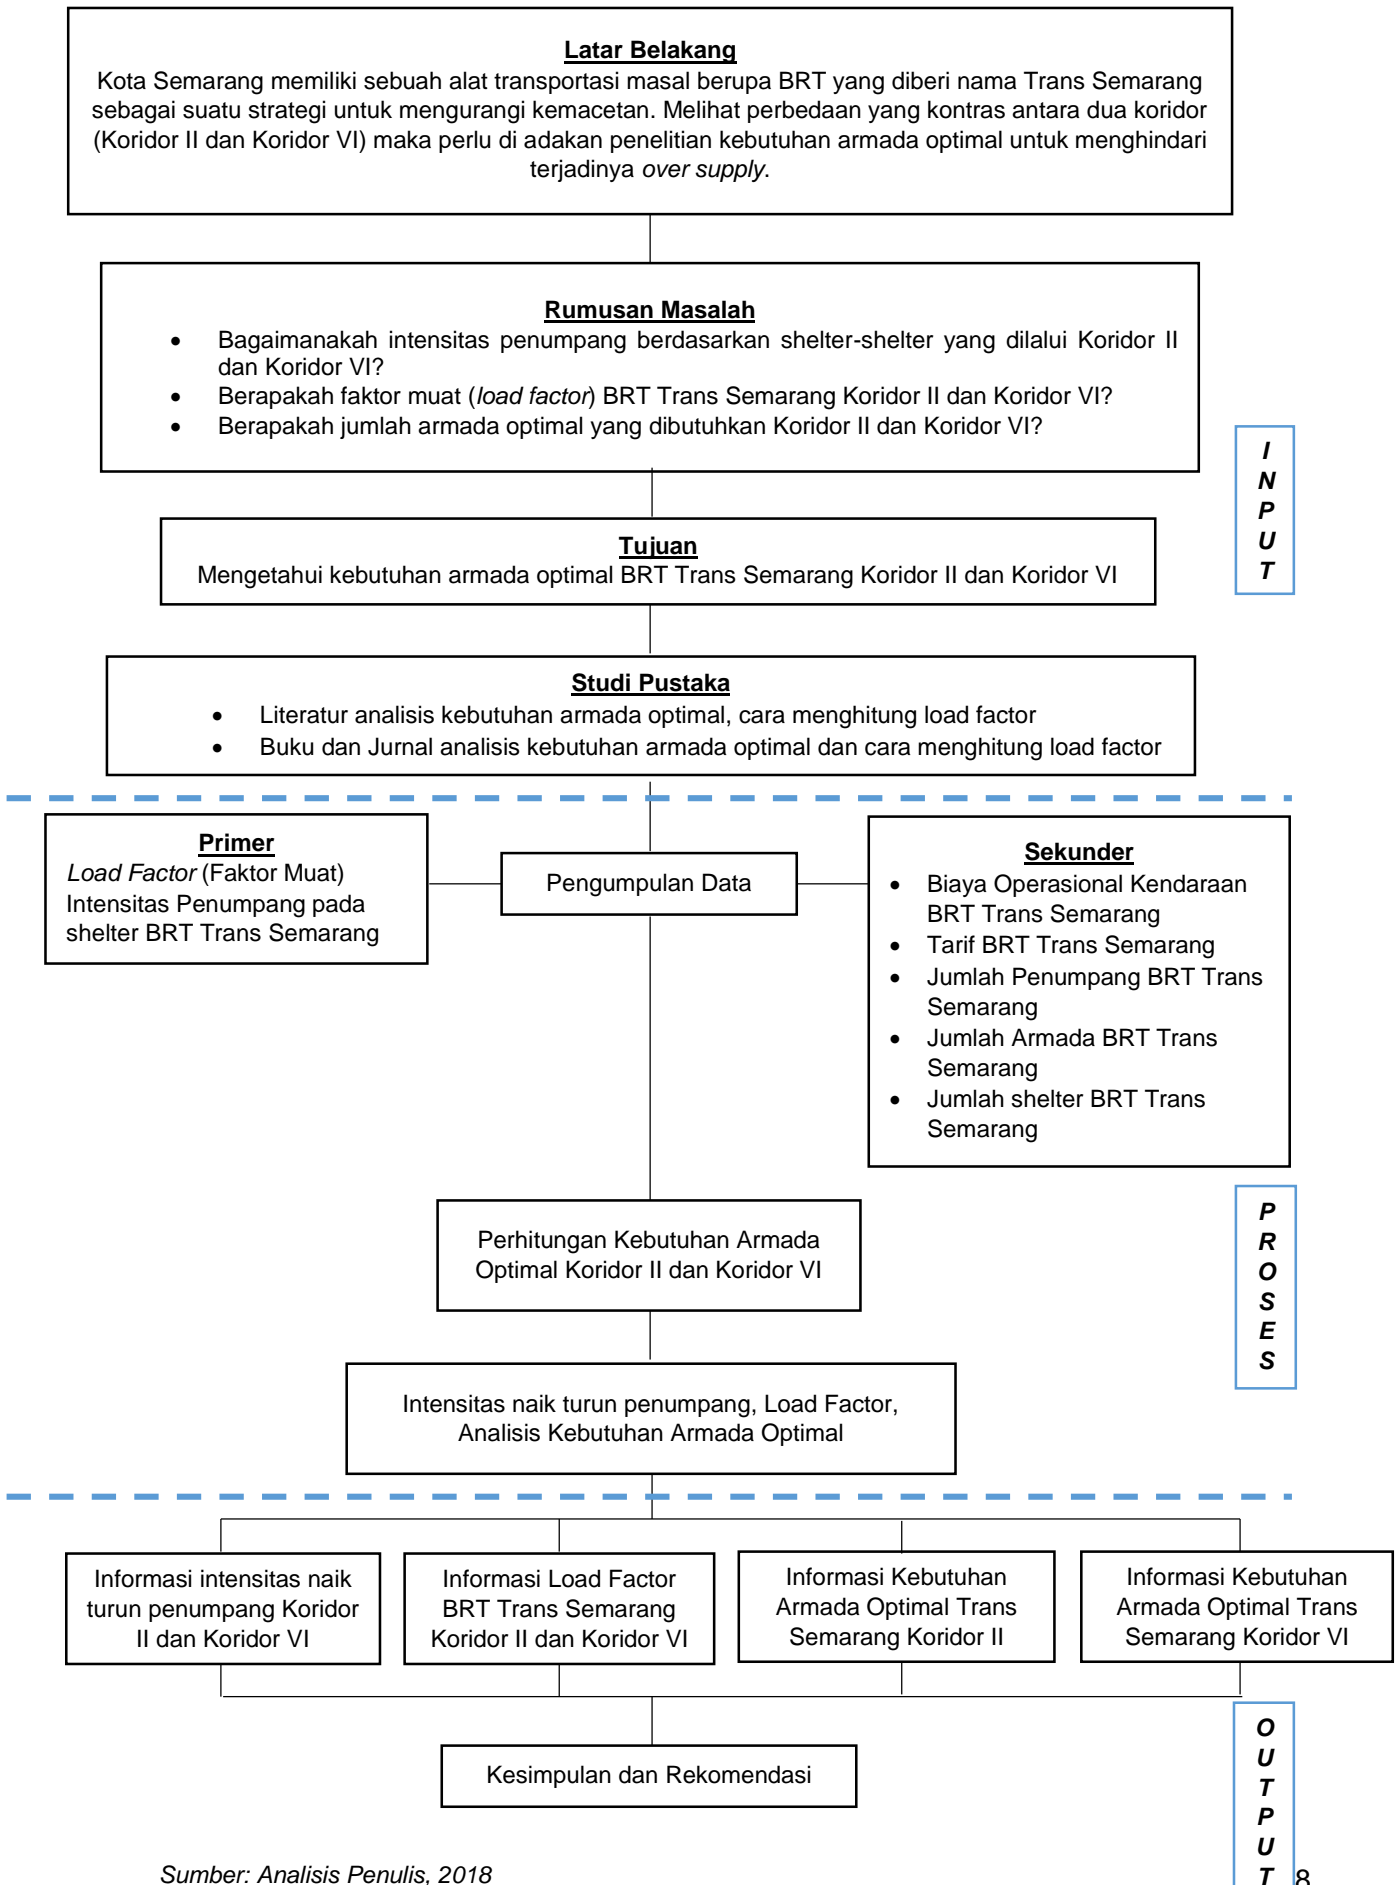 Latar Belakang
Kota Semarang memiliki sebuah alat transportasi masal berupa BRT yang diberi nama Trans Semarang
sebagai suatu strategi untuk mengurangi kemacetan. Melihat perbedaan yang kontras antara dua koridor
(Koridor II dan Koridor VI) maka perlu di adakan penelitian kebutuhan armada optimal untuk menghindari
terjadinya over supply.
Rumusan Masalah
• Bagaimanakah intensitas penumpang berdasarkan shelter-shelter yang dilalui Koridor II
dan Koridor VI?
• Berapakah faktor muat (load factor) BRT Trans Semarang Koridor II dan Koridor VI?
• Berapakah jumlah armada optimal yang dibutuhkan Koridor II dan Koridor VI?
I
N
P
U
T
Tujuan
Mengetahui kebutuhan armada optimal BRT Trans Semarang Koridor II dan Koridor VI
Studi Pustaka
• Literatur analisis kebutuhan armada optimal, cara menghitung load factor
• Buku dan Jurnal analisis kebutuhan armada optimal dan cara menghitung load factor
Primer
Load Factor (Faktor Muat)
Intensitas Penumpang pada
shelter BRT Trans Semarang
Pengumpulan Data
Sekunder
• Biaya Operasional Kendaraan
BRT Trans Semarang
• Tarif BRT Trans Semarang
• Jumlah Penumpang BRT Trans
Semarang
• Jumlah Armada BRT Trans
Semarang
• Jumlah shelter BRT Trans
Semarang
Perhitungan Kebutuhan Armada
Optimal Koridor II dan Koridor VI
P
R
O
S
E
S
Intensitas naik turun penumpang, Load Factor,
Analisis Kebutuhan Armada Optimal
Informasi intensitas naik
turun penumpang Koridor
II dan Koridor VI
Informasi Load Factor
BRT Trans Semarang
Koridor II dan Koridor VI
Informasi Kebutuhan
Armada Optimal Trans
Semarang Koridor II
Informasi Kebutuhan
Armada Optimal Trans
Semarang Koridor VI
Kesimpulan dan Rekomendasi
O
U
T
P
U
T
Sumber: Analisis Penulis, 2018
8